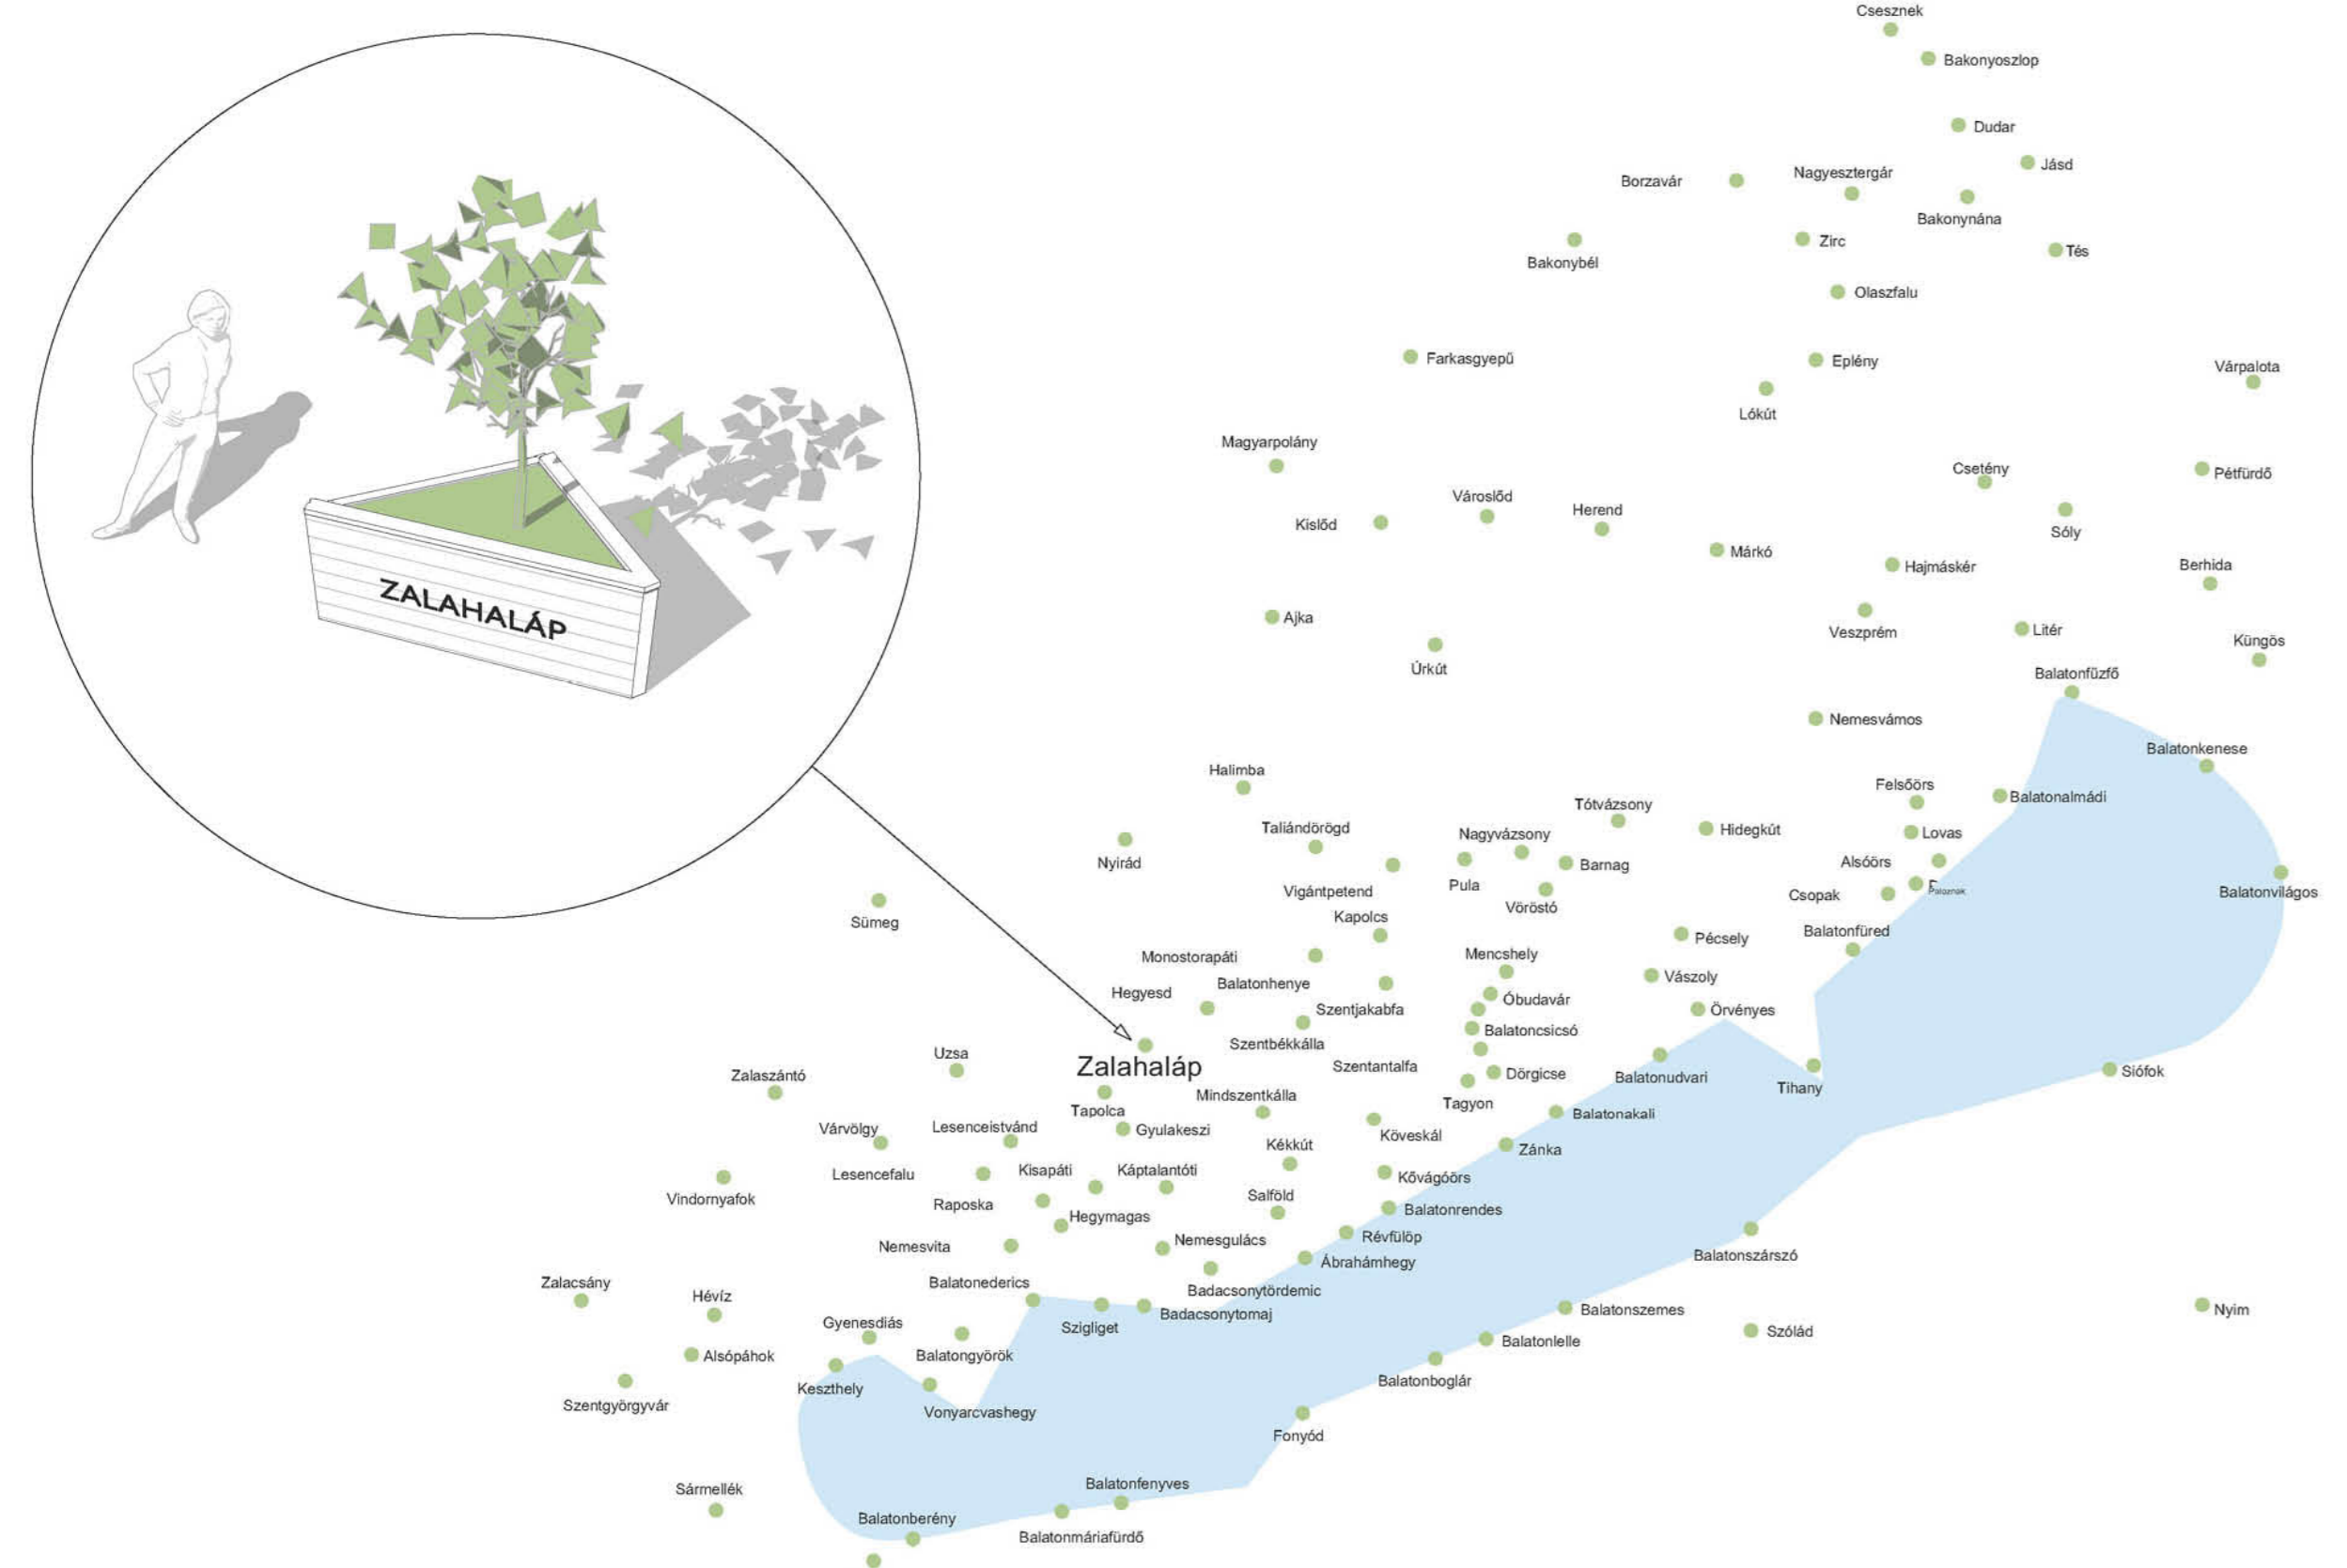 Csesznek
Bakonyoszlop
Dudar
Jásd
Nagyesztergár
Borzavár
Bakonynána
Zirc
Tés
Bakonybél
Olaszfalu
Farkasgyepű
Eplény
Várpalota
Lókút
Magyarpolány
Csetény
Pétfürdő
Városlőd
Herend
Kislőd
Sóly
Márkó
Hajmáskér
Berhida
ZALAHALÁP
Ajka
Veszprém
Litér
Küngös
Úrkút
Balatonfüzfő
Nemesvámos
Balatonkenese
Halimba
Felsőörs
Balatonalmádi
Tótvázsony
Taliándörögd
Hidegkút
Nagyvázsony
Lovas
Nyirád
Barnag
Alsóörs
Pula
Vigántpetend
Csopak
Paloznak
Balatonvilágos
Vöröstó
Kapolcs
Sümeg
Balatonfüred
Pécsely
Monostorapáti
Mencshely
Vászoly
Balatonhenye
Hegyesd
Óbudavár
Szentjakabfa
Örvényes
Balatoncsicsó
Szentbékkálla
Uzsa
Zalahaláp
Szentantalfa
Zalaszántó
Dörgicse
Balatonudvari
Siófok
Tihany
Mindszentkálla
Tagyon
Tapolca
Balatonakali
Várvölgy
Lesenceistvánd
Gyulakeszi
Köveskál
Kékkút
Zánka
Lesencefalu
Kisapáti
Káptalantóti
Kővágóörs
Vindornyafok
Salföld
Raposka
Balatonrendes
Hegymagas
Révfülöp
Nemesvita
Nemesgulács
Balatonszárszó
Ábrahámhegy
Zalacsány
Balatonederics
Badacsonytördemic
Hévíz
Badacsonytomaj
Balatonszemes
Nyim
Gyenesdiás
Szigliget
Szólád
Balatonlelle
Alsópáhok
Balatongyörök
Balatonboglár
Keszthely
Szentgyörgyvár
Vonyarcvashegy
Fonyód
Balatonfenyves
Sármellék
Balatonberény
Balatonmáriafürdő